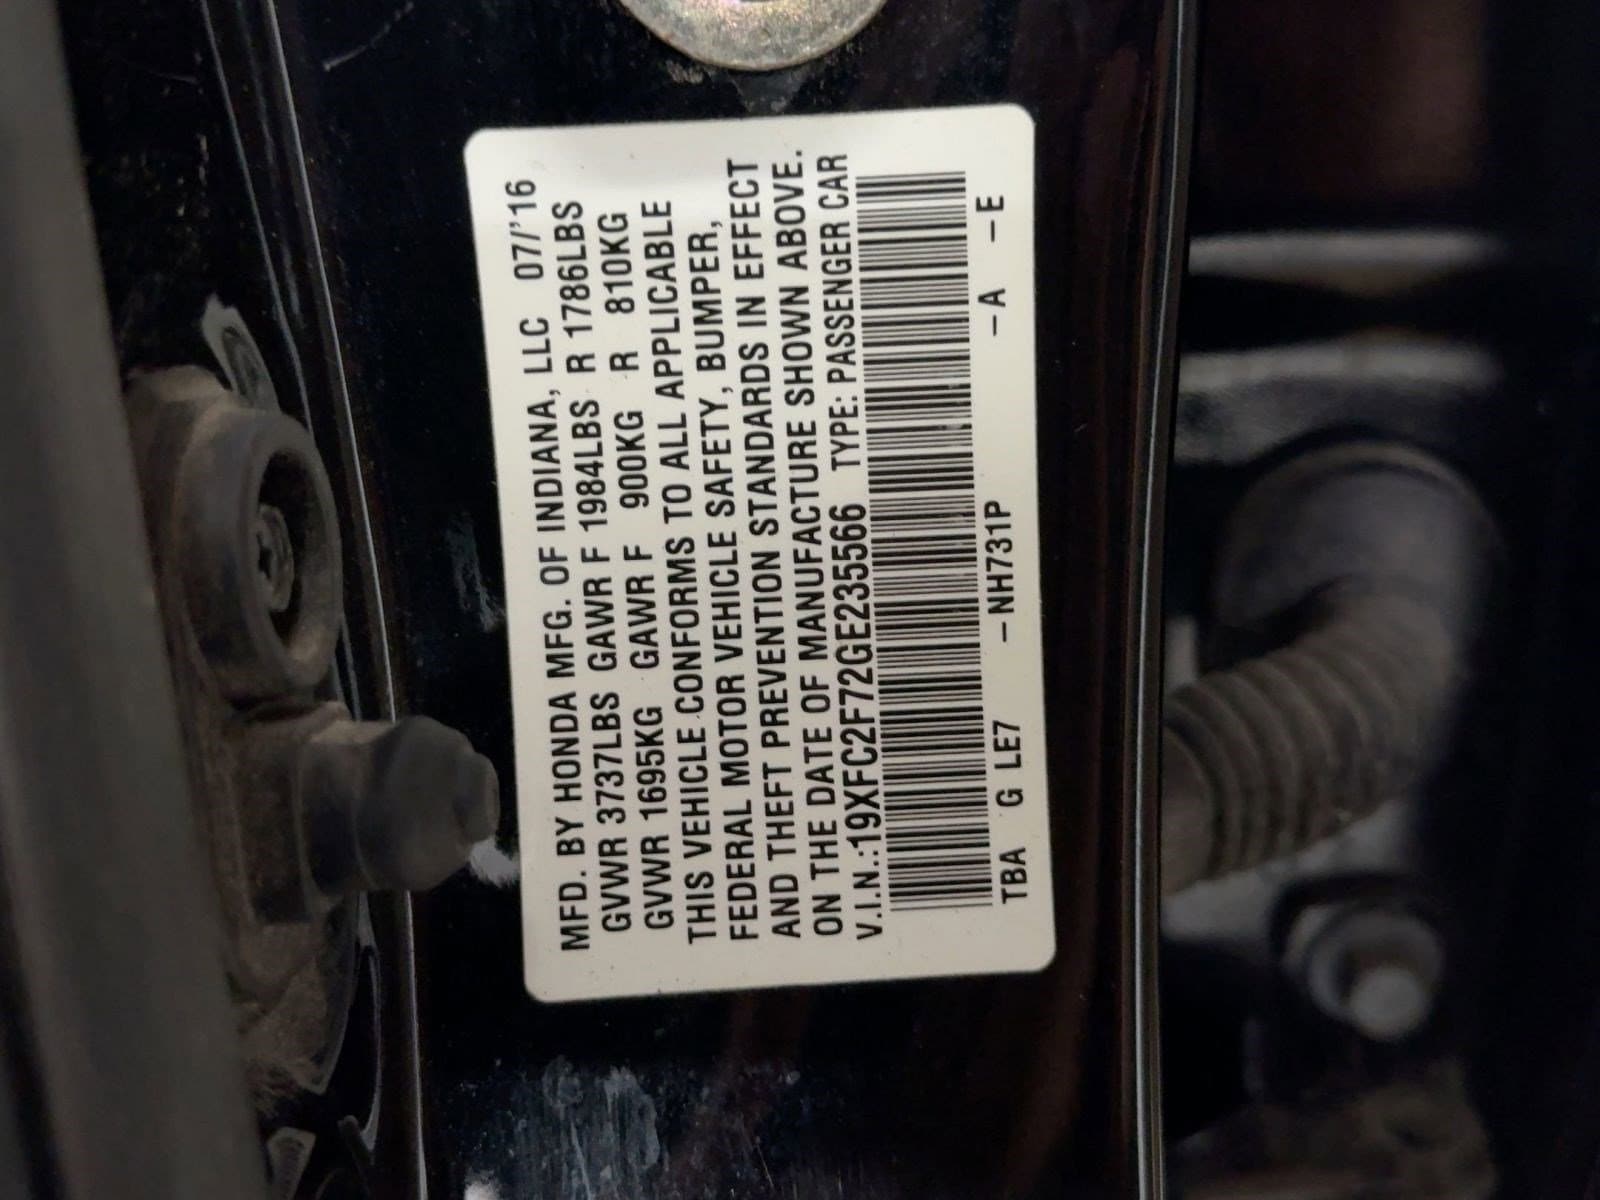 MFD. BY HONDA MFG. OF INDIANA, LLC 07/'16
GVWR 3737LBS GAWR F 1984LBS R 1786LBS
GVWR 1695KG GAWR F 900KG R 810KG
THIS VEHICLE CONFORMS TO ALL APPLICABLE
FEDERAL MOTOR VEHICLE SAFETY, BUMPER,
AND THEFT PREVENTION STANDARDS IN EFFECT
ON THE DATE OF MANUFACTURE SHOWN ABOVE.
V.I.N.:19XFC2F72GE235566 TYPE: PASSENGER CAR
TBA G LE7 –NH731P –A –E